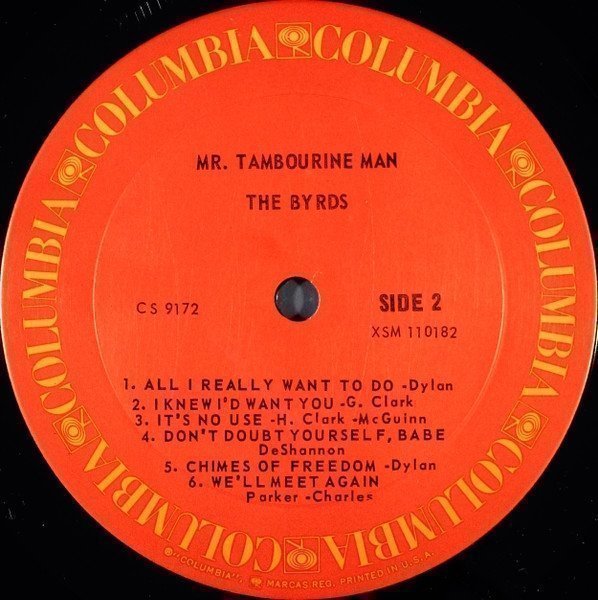 COLUMBIA COLUMBIA COLUMBIA COLUMBIA COLUMBIA COLUMBIA
MR. TAMBOURINE MAN
THE BYRDS
CS 9172
SIDE 2
XSM 110182
1. ALL I REALLY WANT TO DO -Dylan
2. I KNEW I'D WANT YOU -G. Clark
3. IT'S NO USE -H. Clark -McGuinn
4. DON'T DOUBT YOURSELF, BABE
DeShannon
5. CHIMES OF FREEDOM -Dylan
6. WE'LL MEET AGAIN
Parker -Charles
®"COLUMBIA", MARCAS REG. PRINTED IN U.S.A.